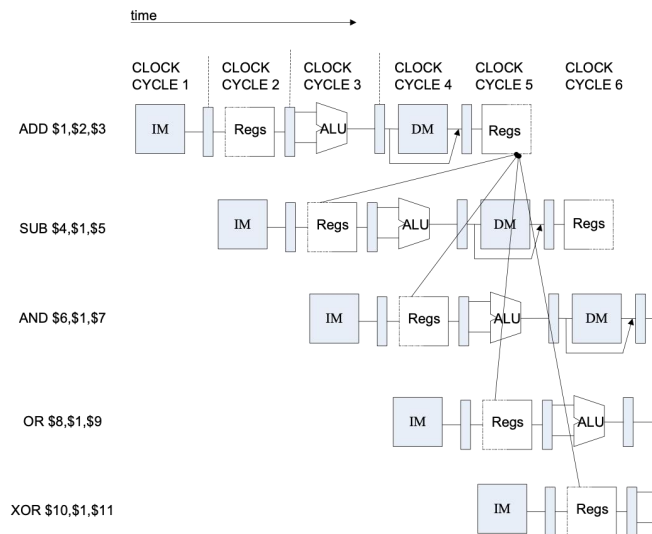 time
CLOCK CYCLE 1 CLOCK CYCLE 2 CLOCK CYCLE 3 CLOCK CYCLE 4 CLOCK CYCLE 5 CLOCK CYCLE 6
ADD $1,$2,$3 IM Regs ALU DM Regs
SUB $4,$1,$5 IM Regs ALU DM Regs
AND $6,$1,$7 IM Regs ALU DM
OR $8,$1,$9 IM Regs ALU
XOR $10,$1,$11 IM Regs